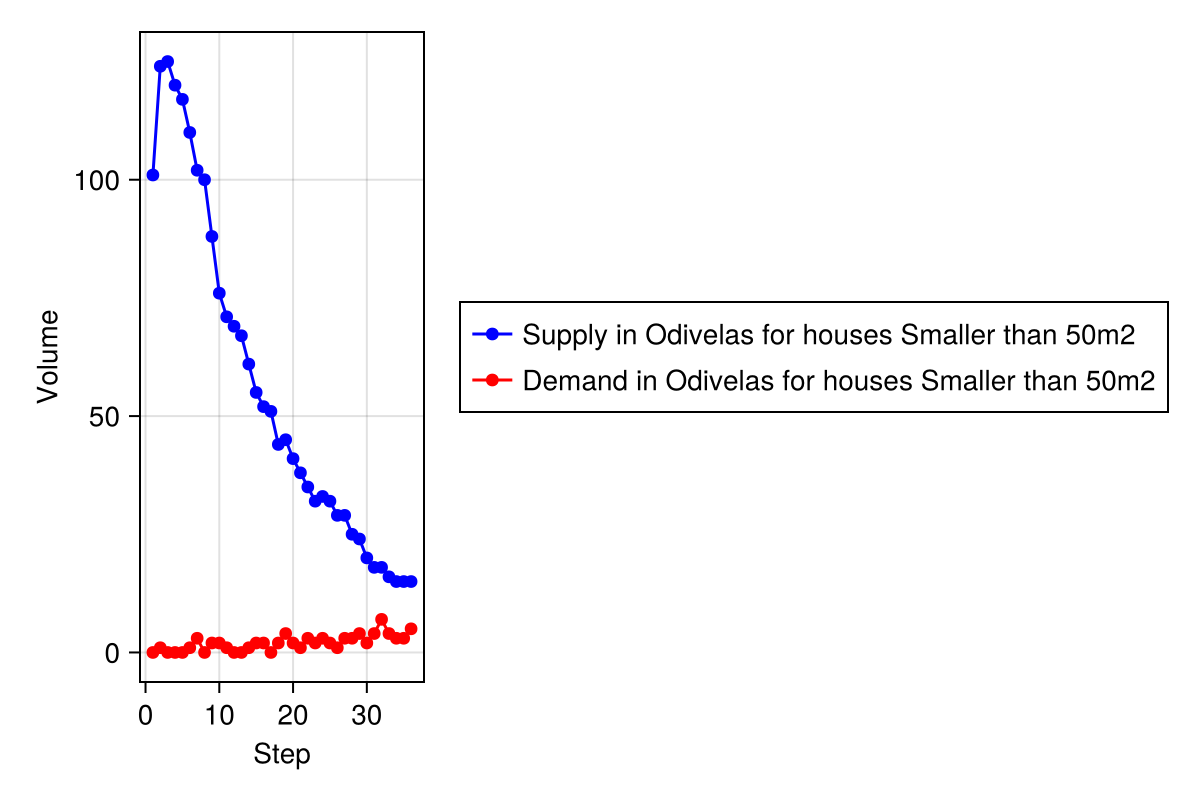 Volume
100
50
0
0 10 20 30
Step
Supply in Odivelas for houses Smaller than 50m2
Demand in Odivelas for houses Smaller than 50m2